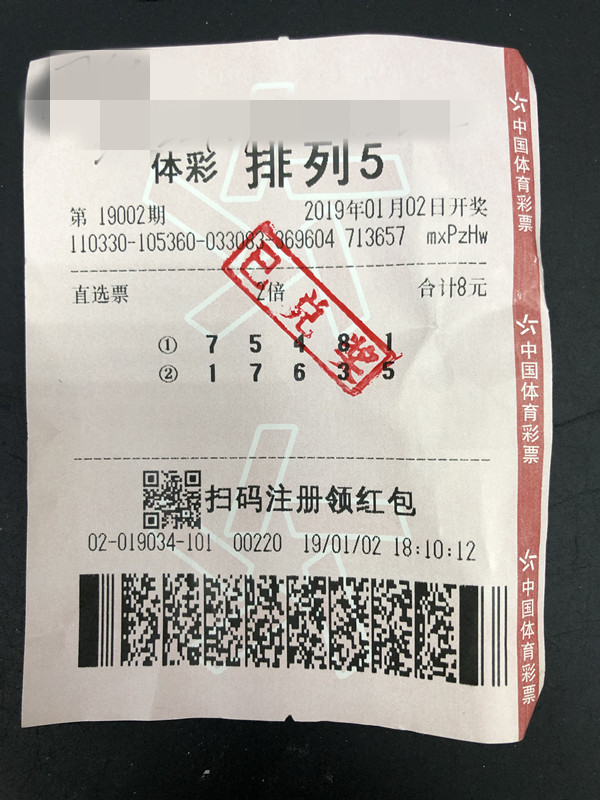 体彩 排列5
第 19002期 2019年01月02日开奖
110330-105360-033083-369604 713657 mxPzHw
直选票 2倍 合计8元
已兑奖
① 7 5 4 8 1
② 1 7 6 3 5
扫码注册领红包
02-019034-101 00220 19/01/02 18:10:12
中国体育彩票
中国体育彩票
中国体育彩票